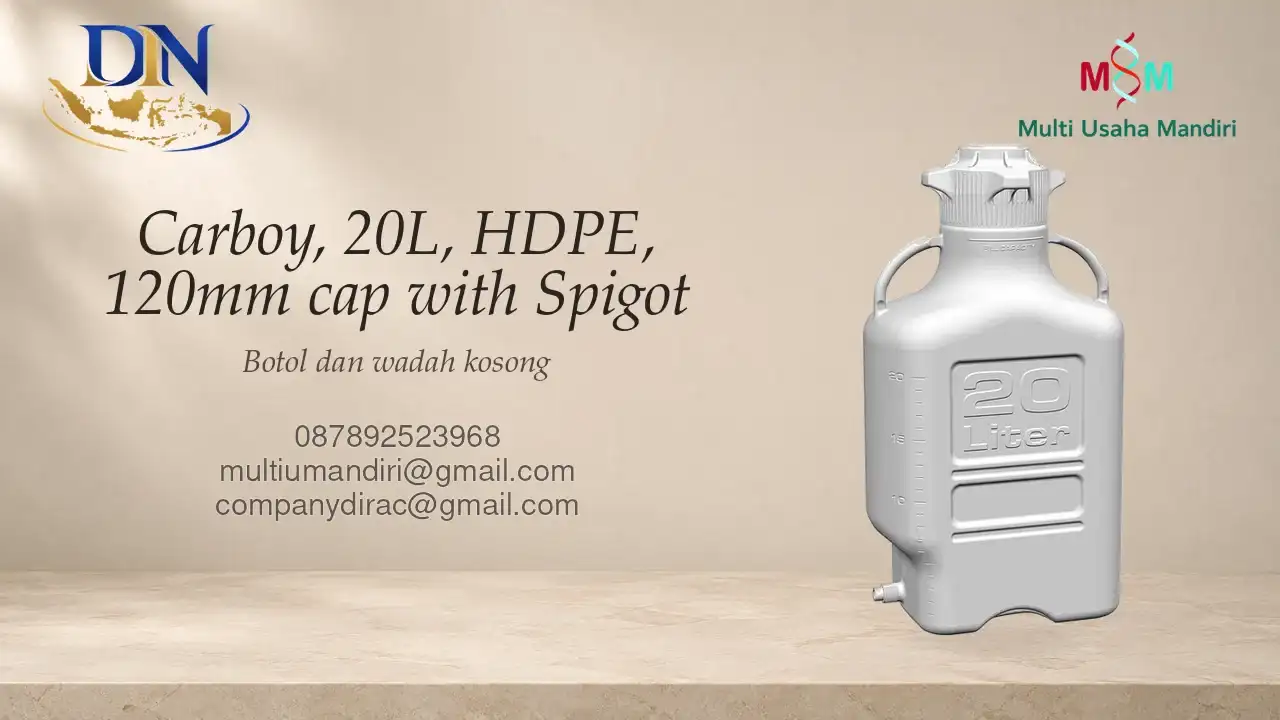 DN
M M
Multi Usaha Mandiri
Carboy, 20L, HDPE,
120mm cap with Spigot
Botol dan wadah kosong
087892523968
multiumandiri@gmail.com
companydirac@gmail.com
20
Liter
20
15
10